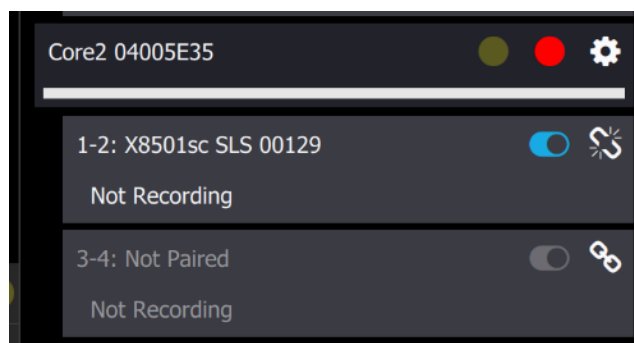 Core2 04005E35
1-2: X8501sc SLS 00129
Not Recording
3-4: Not Paired
Not Recording